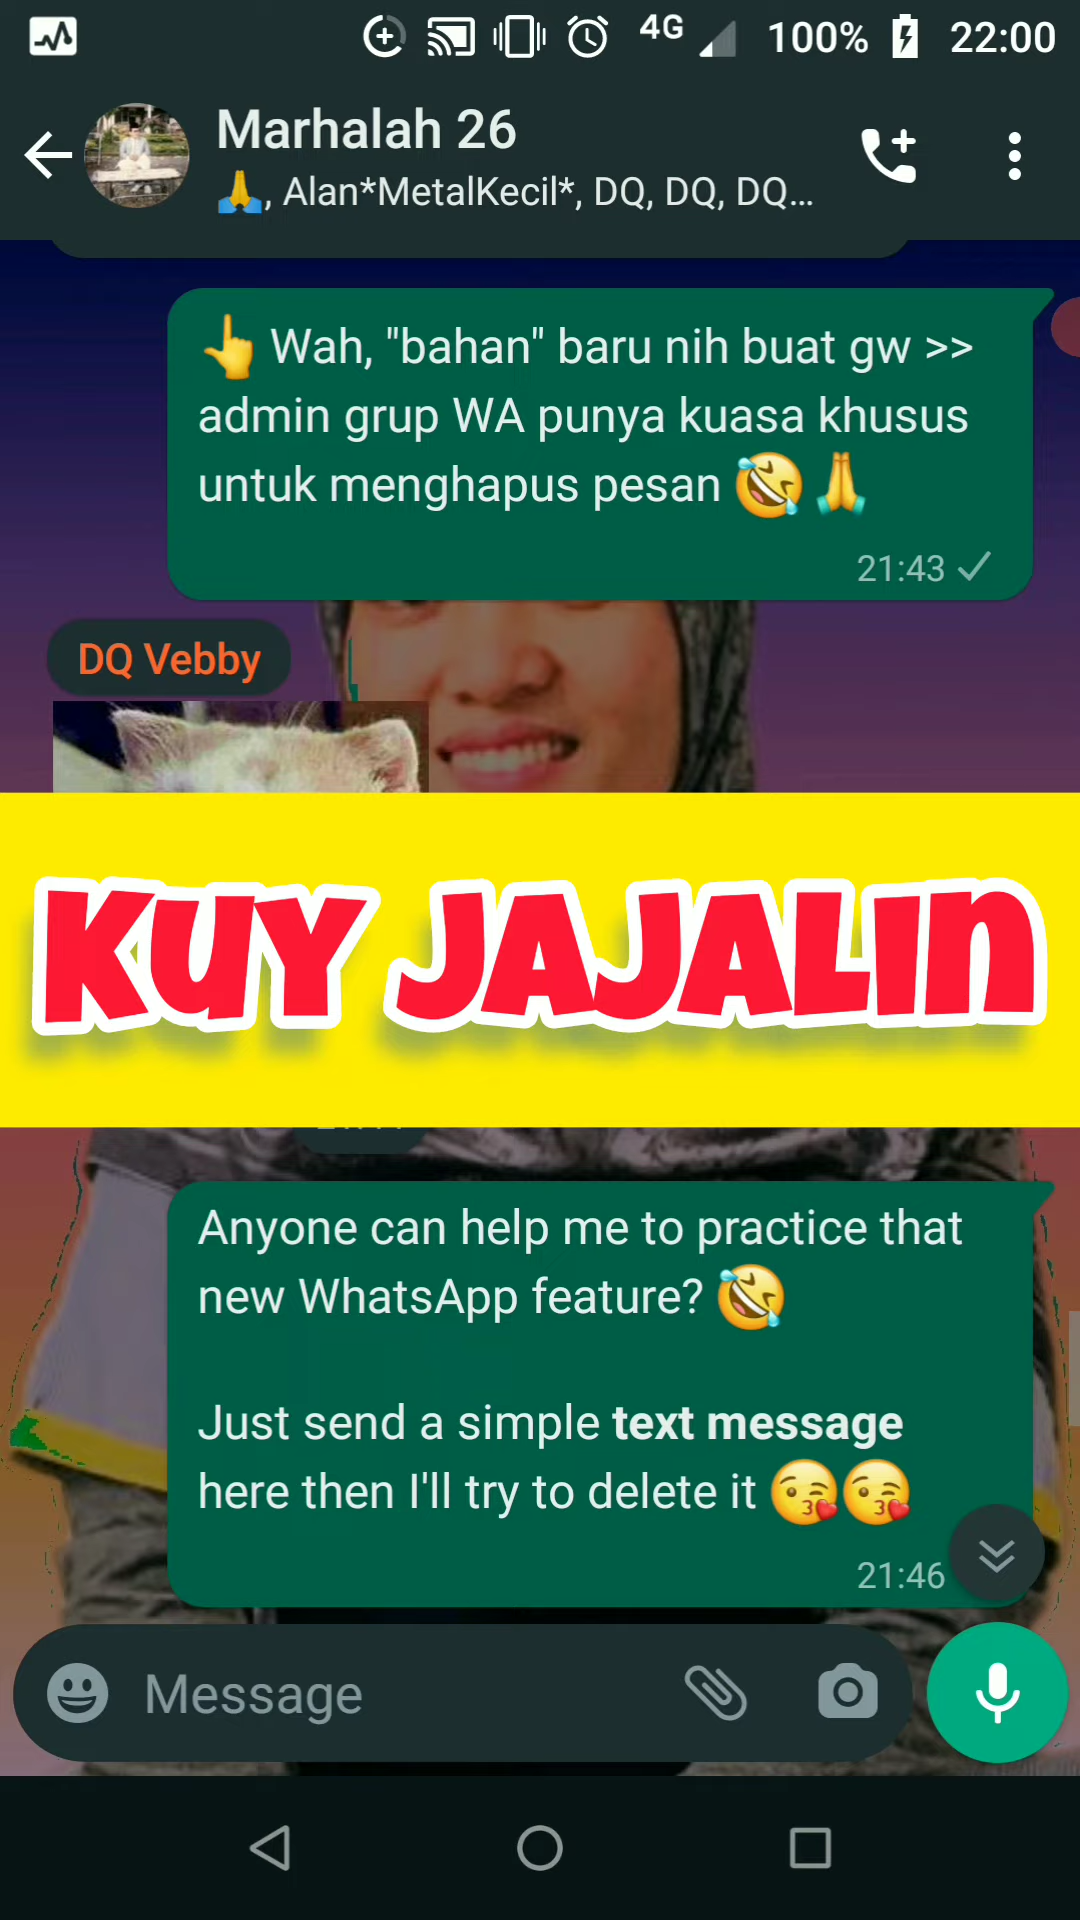 4G 100% 22:00
Marhalah 26
🙏, Alan*MetalKecil*, DQ, DQ, DQ...
👆 Wah, "bahan" baru nih buat gw >>
admin grup WA punya kuasa khusus
untuk menghapus pesan 🤣🙏
21:43
DQ Vebby
KUY JAJALIN
Anyone can help me to practice that
new WhatsApp feature? 🤣
Just send a simple text message
here then I'll try to delete it 😘😘
21:46
Message